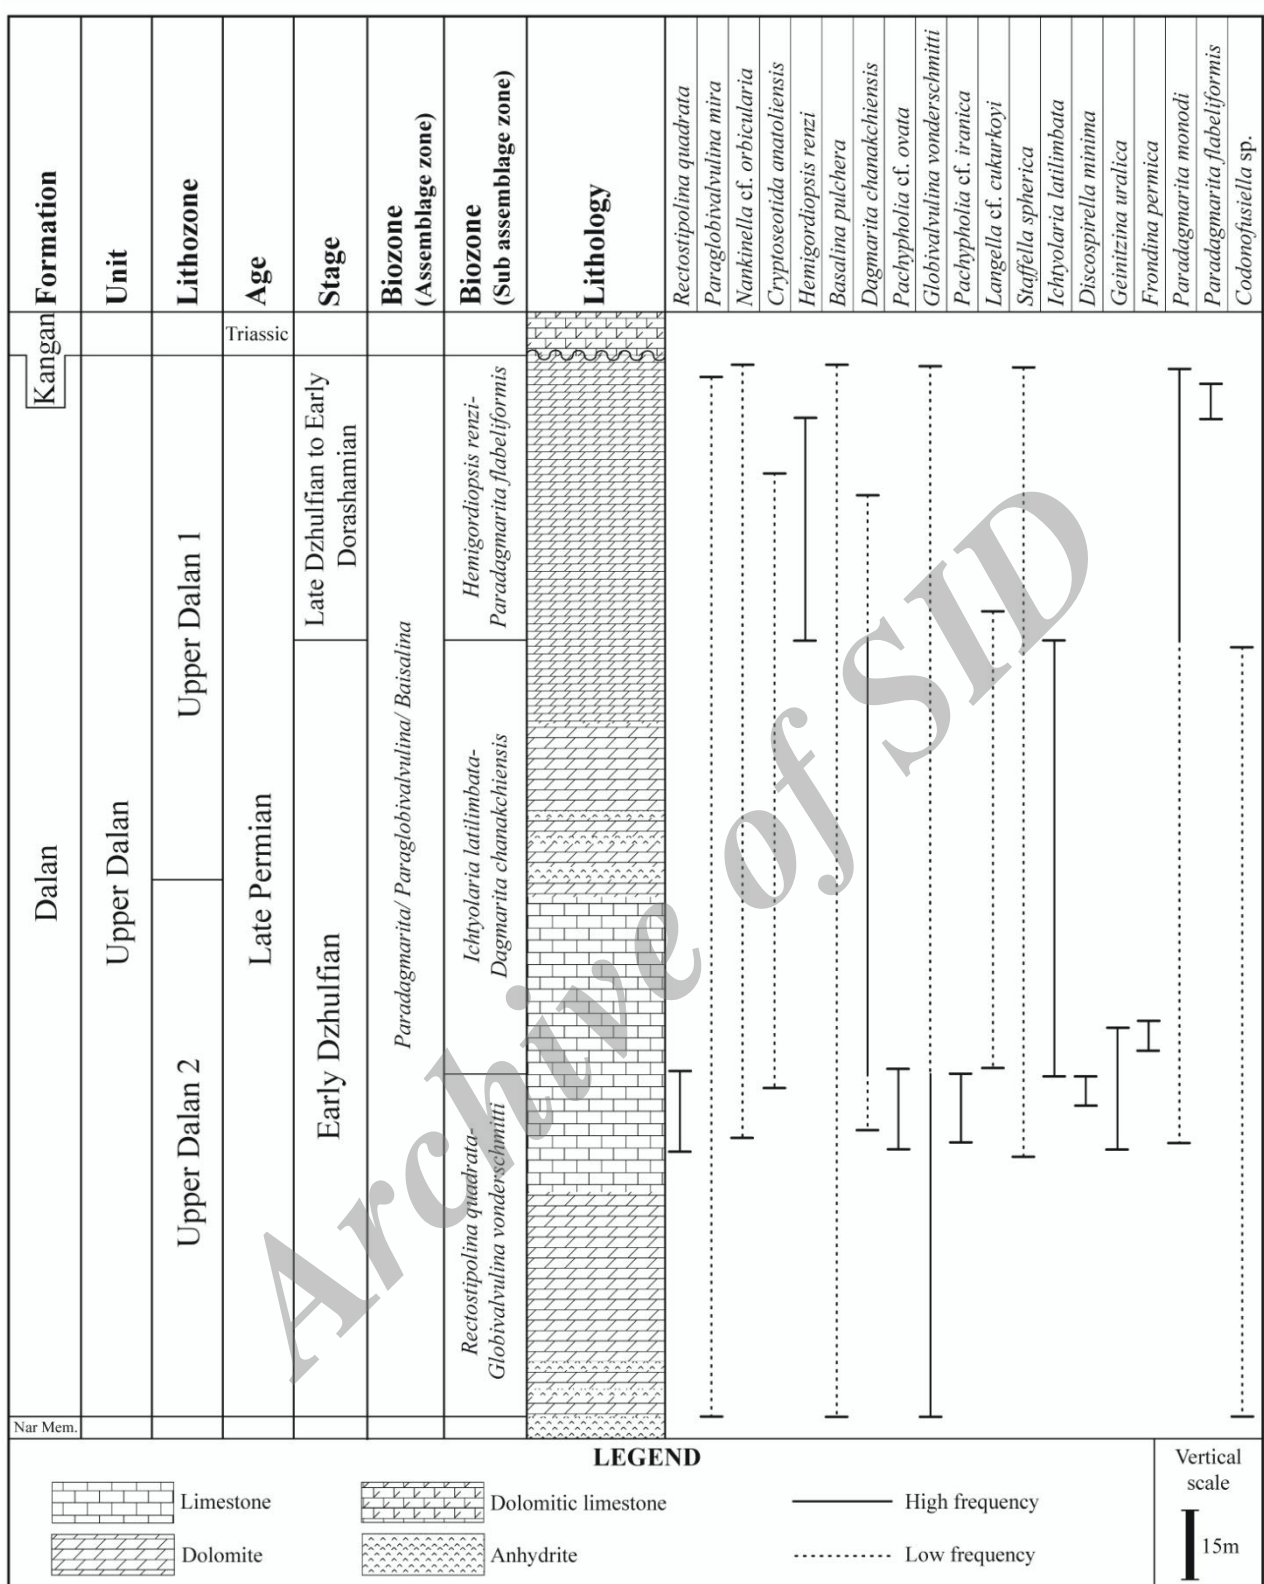 Formation
Unit
Lithozone
Age
Stage
Biozone
(Assemblage zone)
Biozone
(Sub assemblage zone)
Lithology
Rectostipolina quadrata
Paraglobivalvulina mira
Nankinella cf. orbicularia
Cryptoseotida anatoliensis
Hemigordiopsis renzi
Basalina pulchera
Dagmarita chanakchiensis
Pachypholia cf. ovata
Globivalvulina vonderschmitti
Pachypholia cf. iranica
Langella cf. cukurkoyi
Staffella spherica
Ichtyolaria latilimbata
Discospirella minima
Geinitzina uralica
Frondina permica
Paradagmarita monodi
Paradagmarita flabeliformis
Codonofusiella sp.
Kangan
Triassic
Dalan
Upper Dalan
Upper Dalan 1
Upper Dalan 2
Late Permian
Late Dzhulfian to Early
Dorashamian
Early Dzhulfian
Paradagmarita/ Paraglobivalvulina/ Baisalina
Hemigordiopsis renzi-
Paradagmarita flabeliformis
Ichtyolaria latilimbata-
Dagmarita chanakchiensis
Rectostipolina quadrata-
Globivalvulina vonderschmitti
Nar Mem.
Archive of SID
LEGEND
Limestone
Dolomitic limestone
High frequency
Dolomite
Anhydrite
Low frequency
Vertical
scale
15m